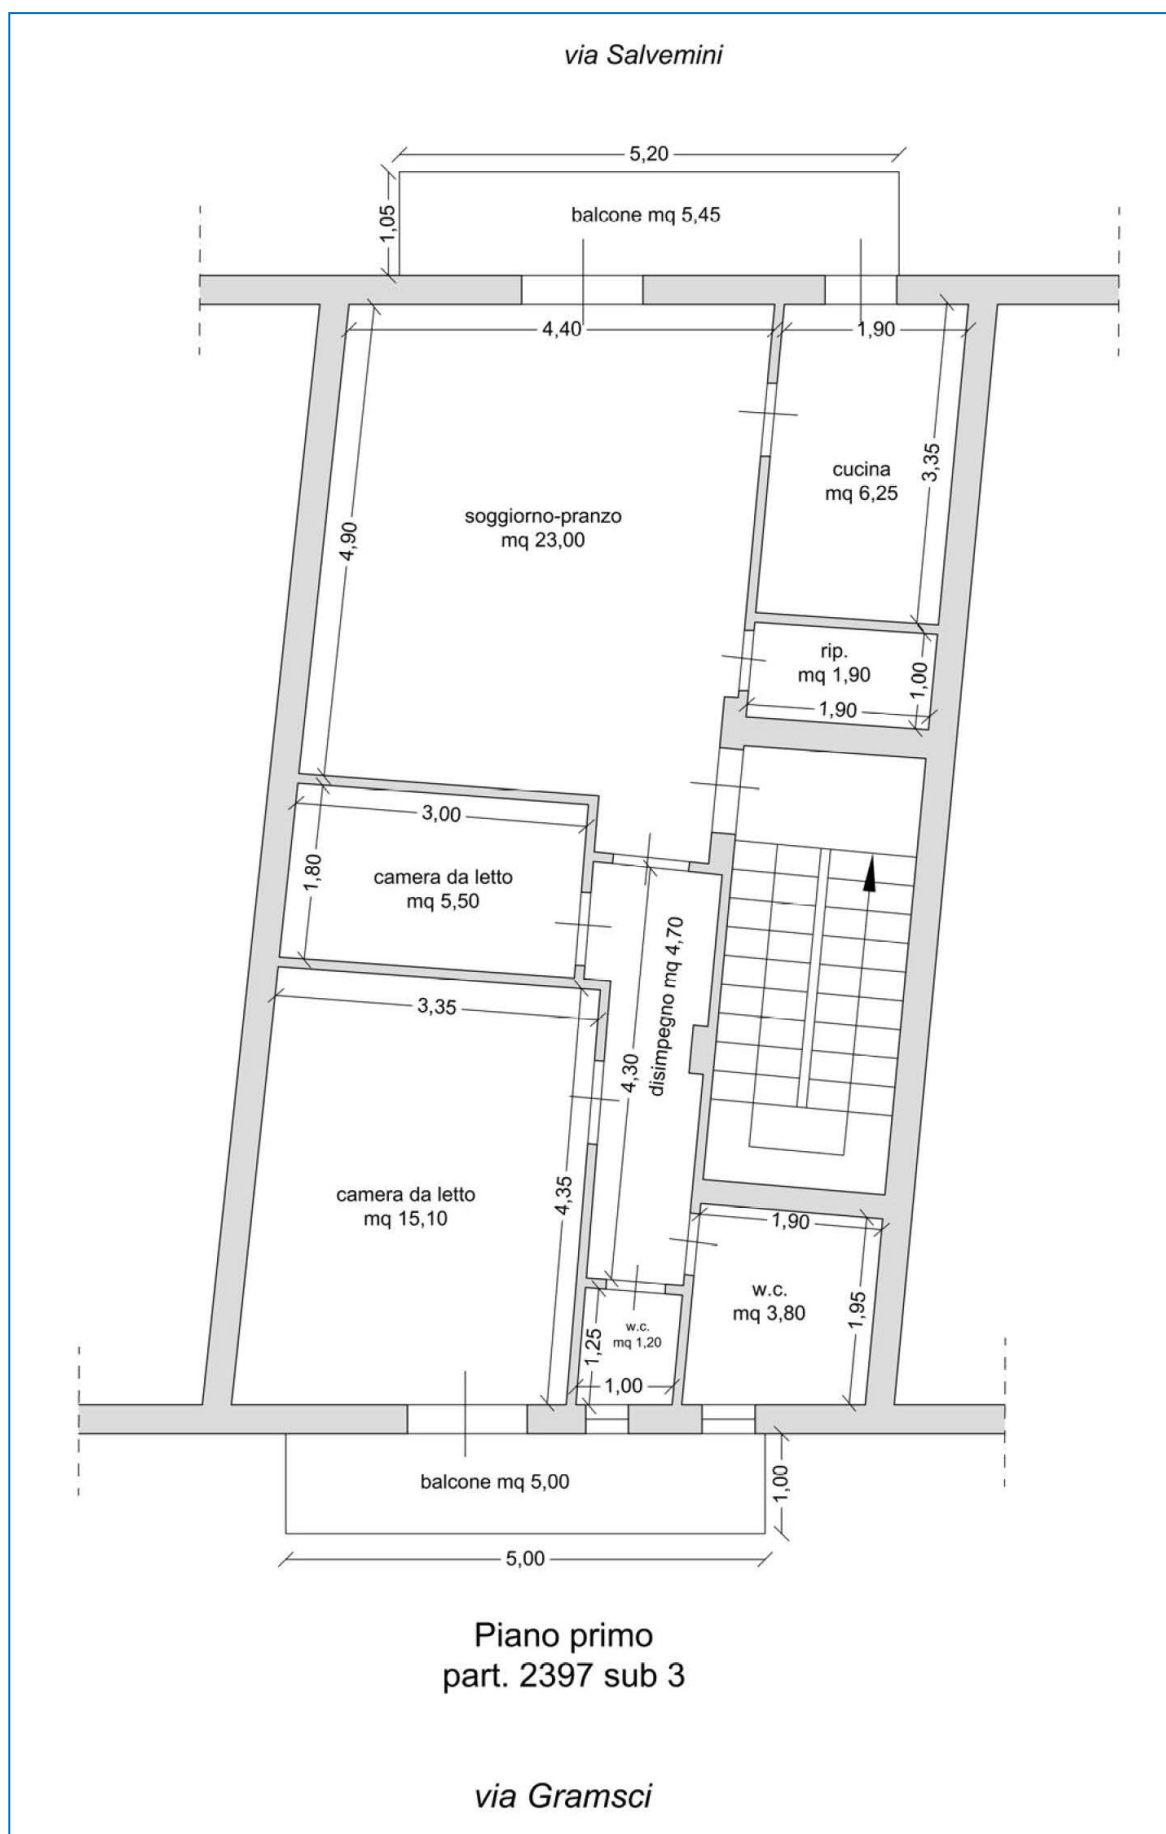 via Salvemini
5,20
1,05
balcone mq 5,45
4,40
1,90
4,90
soggiorno-pranzo
mq 23,00
cucina
mq 6,25
3,35
rip.
mq 1,90
1,00
1,90
3,00
1,80
camera da letto
mq 5,50
3,35
disimpegno mq 4,70
4,30
camera da letto
mq 15,10
4,35
1,90
w.c.
mq 3,80
1,95
w.c.
mq 1,20
1,25
1,00
balcone mq 5,00
1,00
5,00
Piano primo
part. 2397 sub 3
via Gramsci